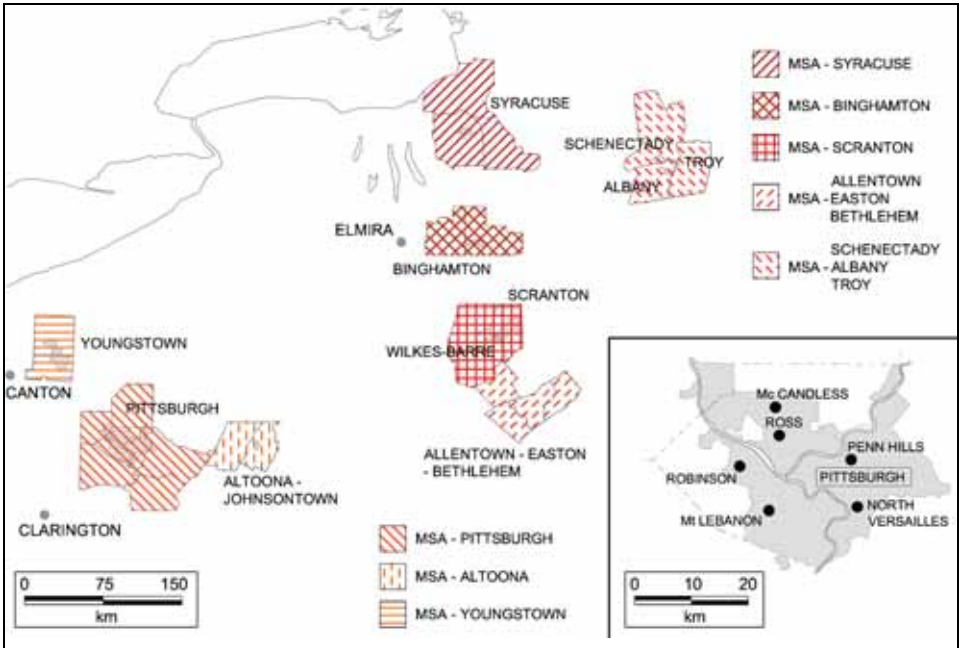 SYRACUSE
SCHENECTADY
TROY
ALBANY
ELMIRA
BINGHAMTON
SCRANTON
WILKES-BARRE
YOUNGSTOWN
CANTON
PITTSBURGH
ALLENTOWN - EASTON
- BETHLEHEM
ALTOONA -
JOHNSONTOWN
CLARINGTON
MSA - SYRACUSE
MSA - BINGHAMTON
MSA - SCRANTON
ALLENTOWN
MSA - EASTON
BETHLEHEM
SCHENECTADY
MSA - ALBANY
TROY
MSA - PITTSBURGH
MSA - ALTOONA
MSA - YOUNGSTOWN
0 75 150
km
Mc CANDLESS
ROSS
PENN HILLS
ROBINSON
PITTSBURGH
Mt LEBANON
NORTH
VERSAILLES
0 10 20
km